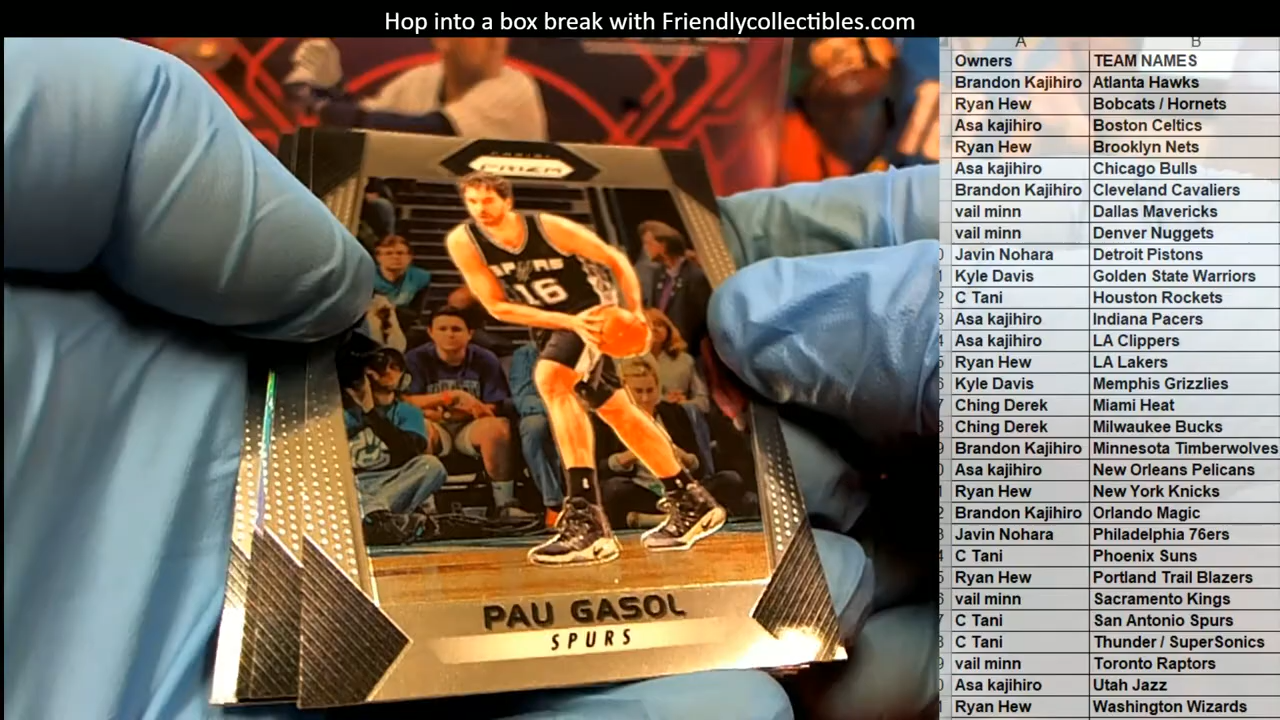 Hop into a box break with Friendlycollectibles.com
PANINI
PRIZM
SPURS
16
PAU GASOL
SPURS
A B
Owners TEAM NAMES
Brandon Kajihiro Atlanta Hawks
Ryan Hew Bobcats / Hornets
Asa kajihiro Boston Celtics
Ryan Hew Brooklyn Nets
Asa kajihiro Chicago Bulls
Brandon Kajihiro Cleveland Cavaliers
vail minn Dallas Mavericks
vail minn Denver Nuggets
Javin Nohara Detroit Pistons
Kyle Davis Golden State Warriors
C Tani Houston Rockets
Asa kajihiro Indiana Pacers
Asa kajihiro LA Clippers
Ryan Hew LA Lakers
Kyle Davis Memphis Grizzlies
Ching Derek Miami Heat
Ching Derek Milwaukee Bucks
Brandon Kajihiro Minnesota Timberwolves
Asa kajihiro New Orleans Pelicans
Ryan Hew New York Knicks
Brandon Kajihiro Orlando Magic
Javin Nohara Philadelphia 76ers
C Tani Phoenix Suns
Ryan Hew Portland Trail Blazers
vail minn Sacramento Kings
C Tani San Antonio Spurs
C Tani Thunder / SuperSonics
vail minn Toronto Raptors
Asa kajihiro Utah Jazz
Ryan Hew Washington Wizards